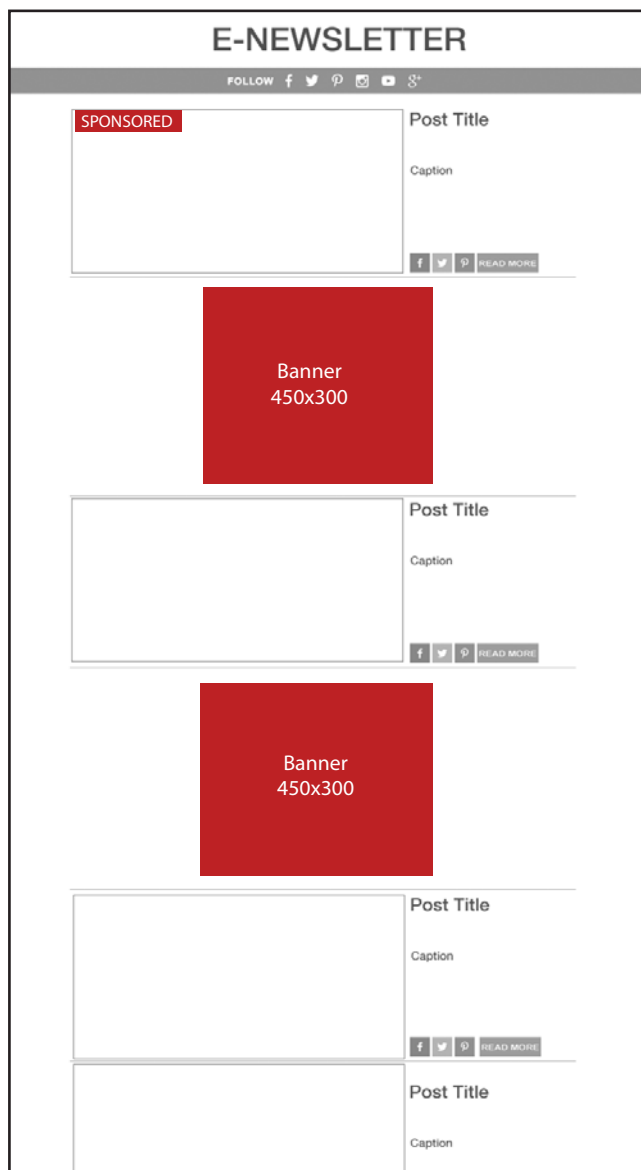 E-NEWSLETTER
FOLLOW
SPONSORED
Post Title
Caption
READ MORE
Banner
450x300
Post Title
Caption
READ MORE
Banner
450x300
Post Title
Caption
READ MORE
Post Title
Caption